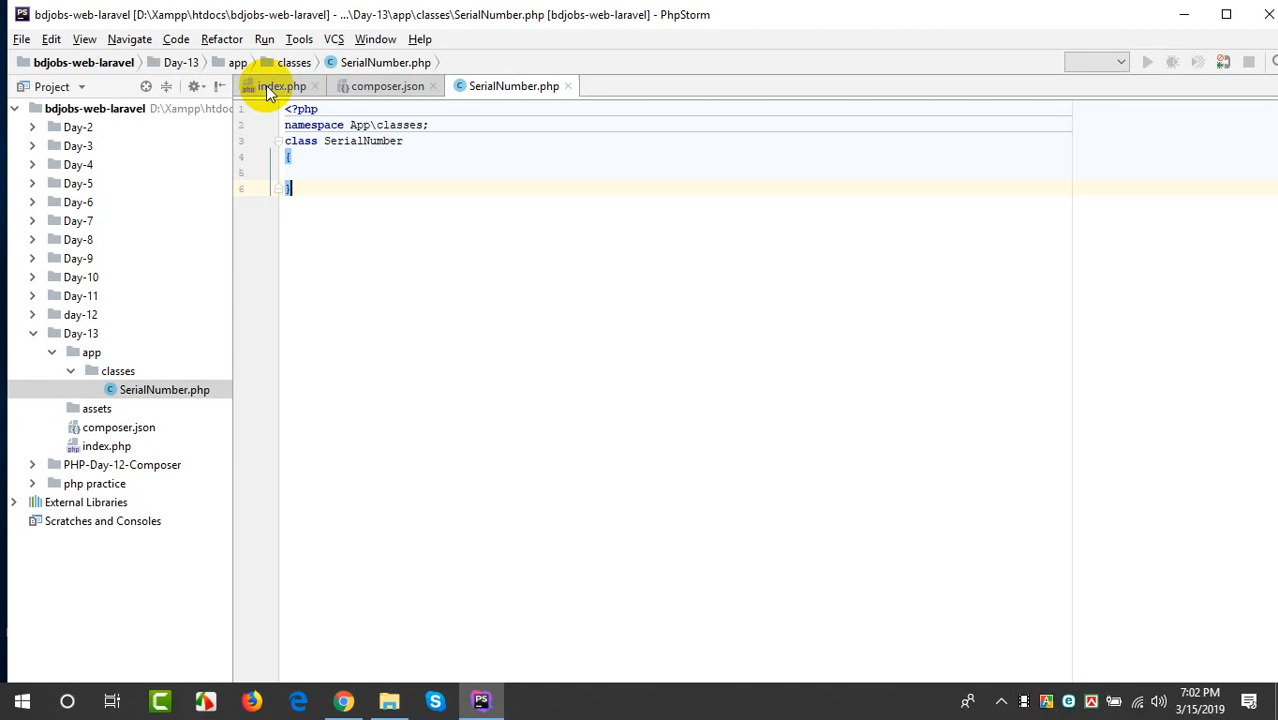 bdjobs-web-laravel [D:\Xampp\htdocs\bdjobs-web-laravel] - ...\Day-13\app\classes\SerialNumber.php [bdjobs-web-laravel] - PhpStorm
File Edit View Navigate Code Refactor Run Tools VCS Window Help
bdjobs-web-laravel Day-13 app classes SerialNumber.php
Project index.php composer.json SerialNumber.php
bdjobs-web-laravel D:\Xampp\htdoc
Day-2
Day-3
Day-4
Day-5
Day-6
Day-7
Day-8
Day-9
Day-10
Day-11
day-12
Day-13
app
classes
SerialNumber.php
assets
composer.json
index.php
PHP-Day-12-Composer
php practice
External Libraries
Scratches and Consoles
1 <?php
2 namespace App\classes;
3 class SerialNumber
4 {
5
6 }
7:02 PM
3/15/2019